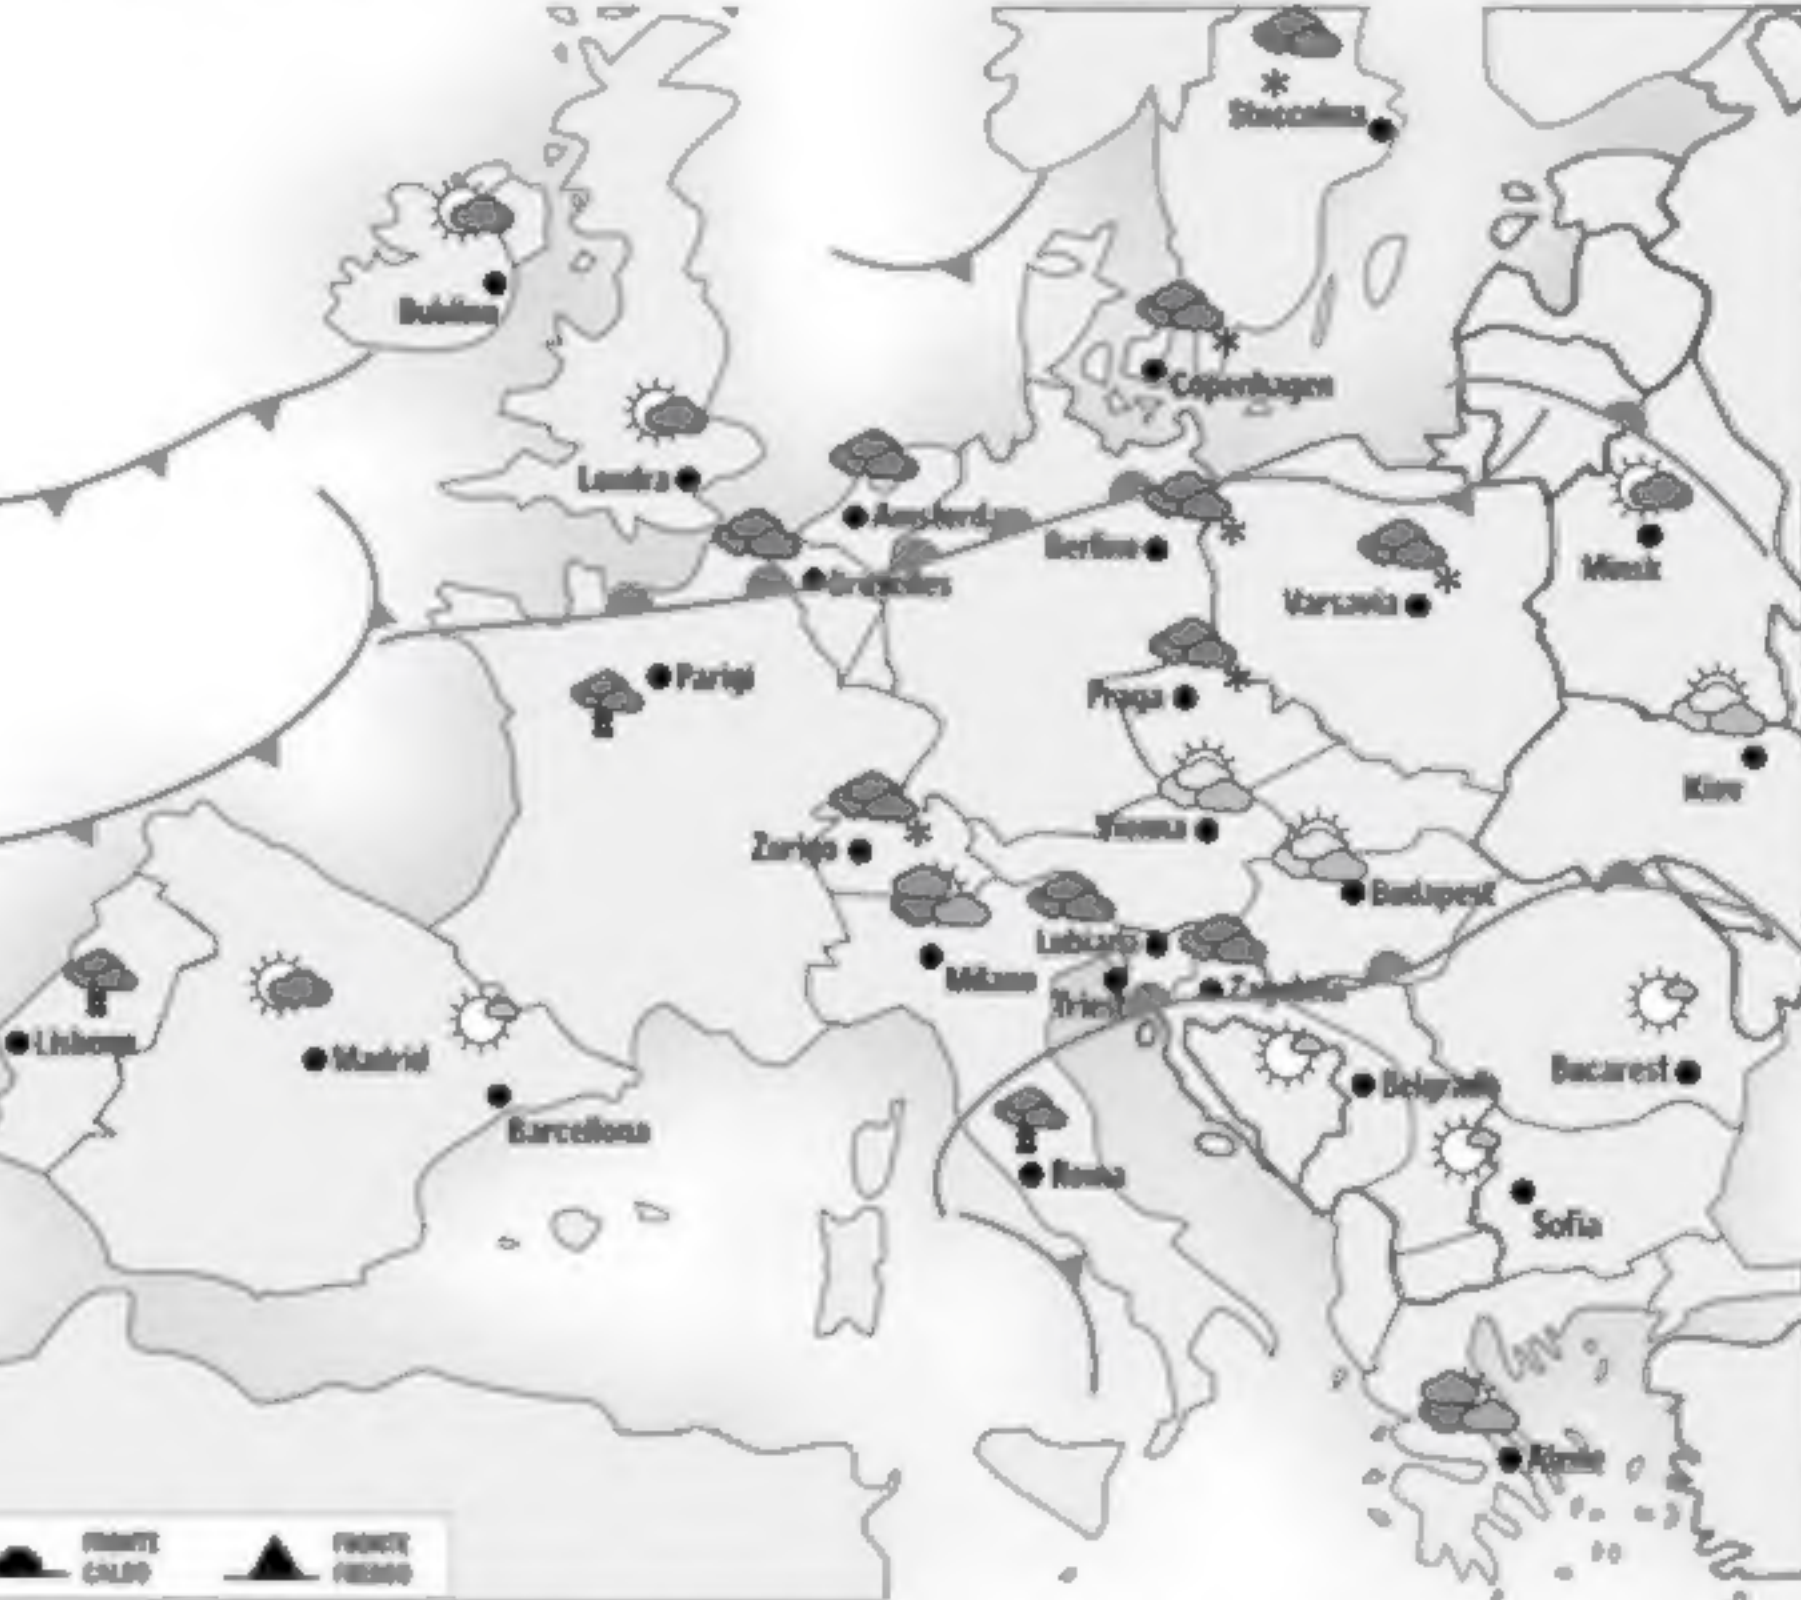 Stoccolma
Dublino
Copenhagen
Londra
Amsterdam
Berlino
Minsk
Bruxelles
Varsavia
Parigi
Praga
Kiev
Vienna
Zurigo
Budapest
Lubiana
Milano
Zagabria
Trieste
Lisbona
Madrid
Belgrado
Bucarest
Barcellona
Roma
Sofia
Atene
FRONTE
CALDO
FRONTE
FREDDO